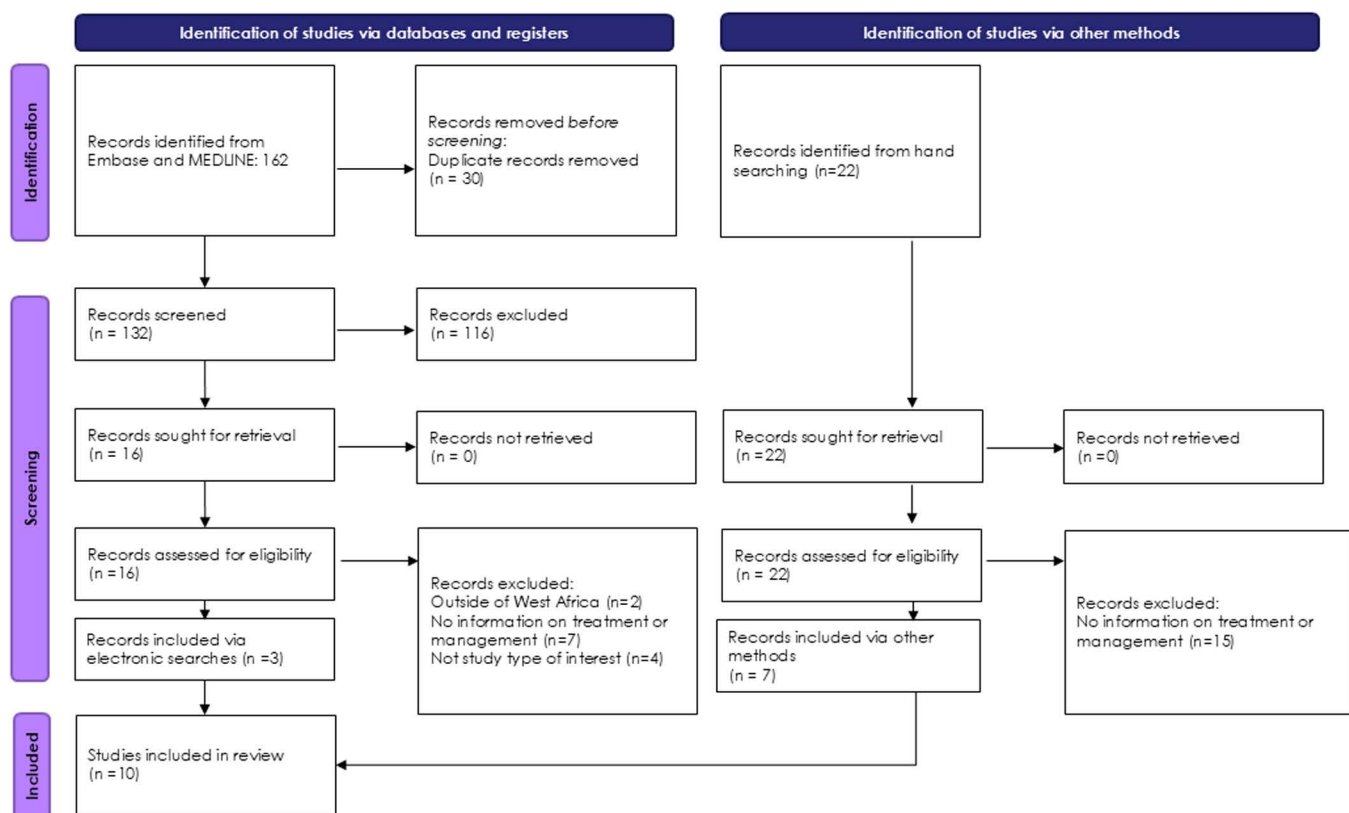 Identification of studies via databases and registers
Identification of studies via other methods
Identification
Records identified from
Embase and MEDLINE: 162
Records removed before
screening:
Duplicate records removed
(n = 30)
Records identified from hand
searching (n=22)
Screening
Records screened
(n = 132)
Records excluded
(n = 116)
Records sought for retrieval
(n = 16)
Records not retrieved
(n = 0)
Records sought for retrieval
(n =22)
Records not retrieved
(n =0)
Records assessed for eligibility
(n =16)
Records excluded:
Outside of West Africa (n=2)
No information on treatment or
management (n=7)
Not study type of interest (n=4)
Records assessed for eligibility
(n = 22)
Records excluded:
No information on treatment or
management (n=15)
Records included via
electronic searches (n =3)
Records included via other
methods
(n = 7)
Included
Studies included in review
(n =10)